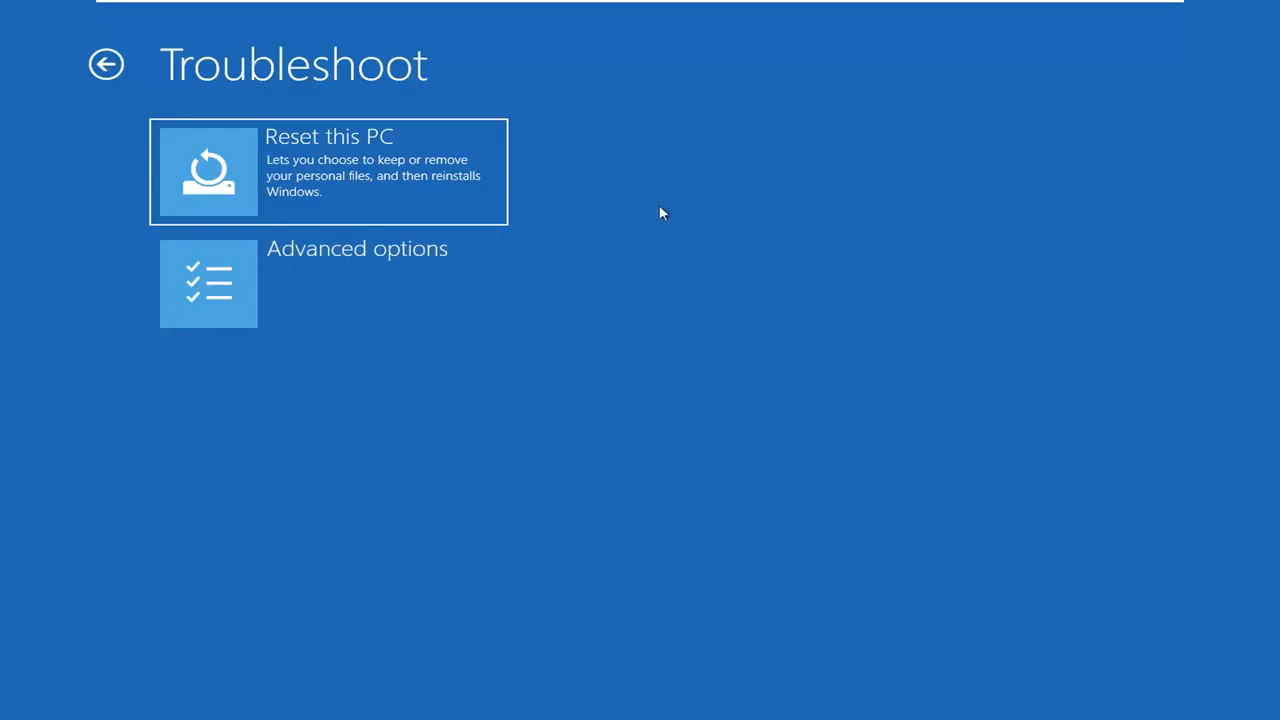 Troubleshoot
Reset this PC
Lets you choose to keep or remove
your personal files, and then reinstalls
Windows.
Advanced options